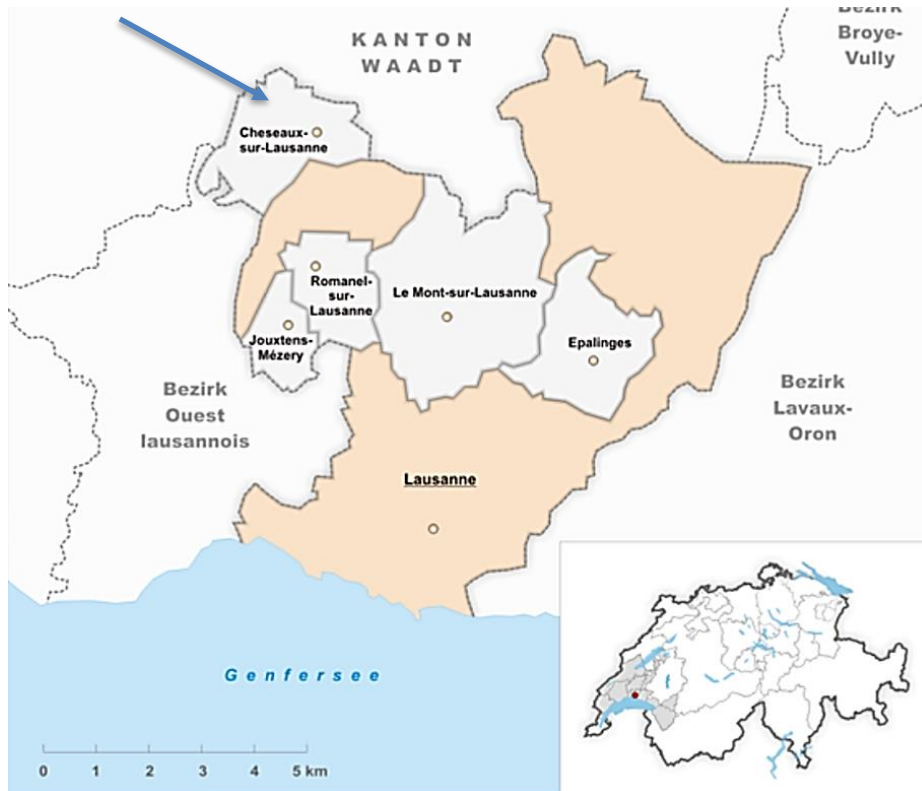 KANTON
WAADT
Bezirk
Broye-
Vully
Cheseaux-
sur-Lausanne
Romanel-
sur-
Lausanne
Le Mont-sur-Lausanne
Jouxtens-
Mézery
Epalinges
Bezirk
Ouest
lausannois
Bezirk
Lavaux-
Oron
Lausanne
Genfersee
0 1 2 3 4 5 km